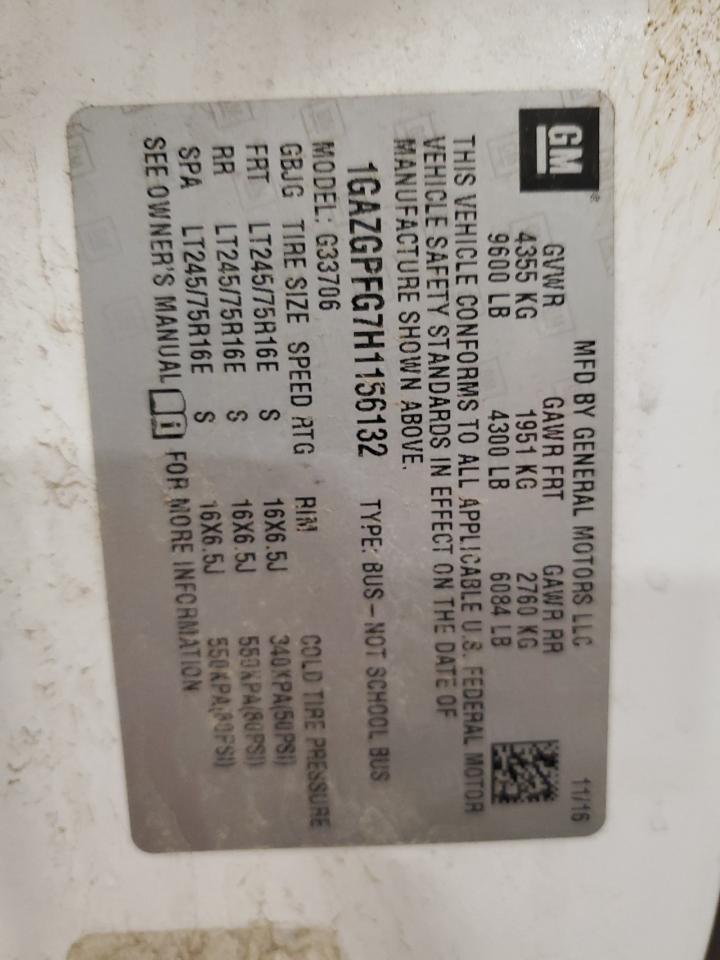 GM
MFD BY GENERAL MOTORS LLC 11/16
GVWR GAWR FRT GAWR RR
4355 KG 1951 KG 2760 KG
9600 LB 4300 LB 6084 LB
THIS VEHICLE CONFORMS TO ALL APPLICABLE U.S. FEDERAL MOTOR
VEHICLE SAFETY STANDARDS IN EFFECT ON THE DATE OF
MANUFACTURE SHOWN ABOVE.
1GAZGPFG7H1156132 TYPE: BUS – NOT SCHOOL BUS
MODEL: G33706
GBJG TIRE SIZE SPEED RTG RIM COLD TIRE PRESSURE
FRT LT245/75R16E S 16X6.5J 340KPA(50PSI)
RR LT245/75R16E S 16X6.5J 550KPA(80PSI)
SPA LT245/75R16E S 16X6.5J 550KPA(80PSI)
SEE OWNER'S MANUAL FOR MORE INFORMATION